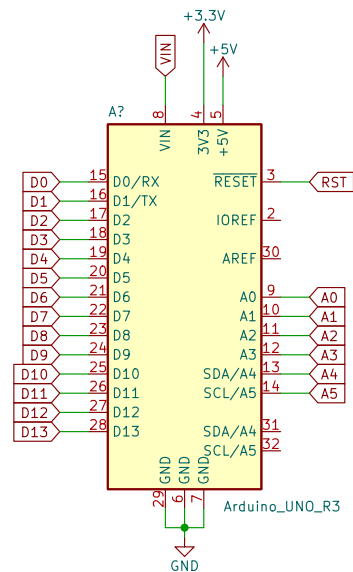 +3.3V
+5V
VIN
A?
8 4 5
VIN 3V3 +5V
D0 15 D0/RX RESET 3 RST
D1 16 D1/TX
D2 17 D2 IOREF 2
D3 18 D3
D4 19 D4 AREF 30
D5 20 D5
D6 21 D6 A0 9 A0
D7 22 D7 A1 10 A1
D8 23 D8 A2 11 A2
D9 24 D9 A3 12 A3
D10 25 D10 SDA/A4 13 A4
D11 26 D11 SCL/A5 14 A5
D12 27 D12
D13 28 D13 SDA/A4 31
SCL/A5 32
GND GND GND
29 6 7
Arduino_UNO_R3
GND